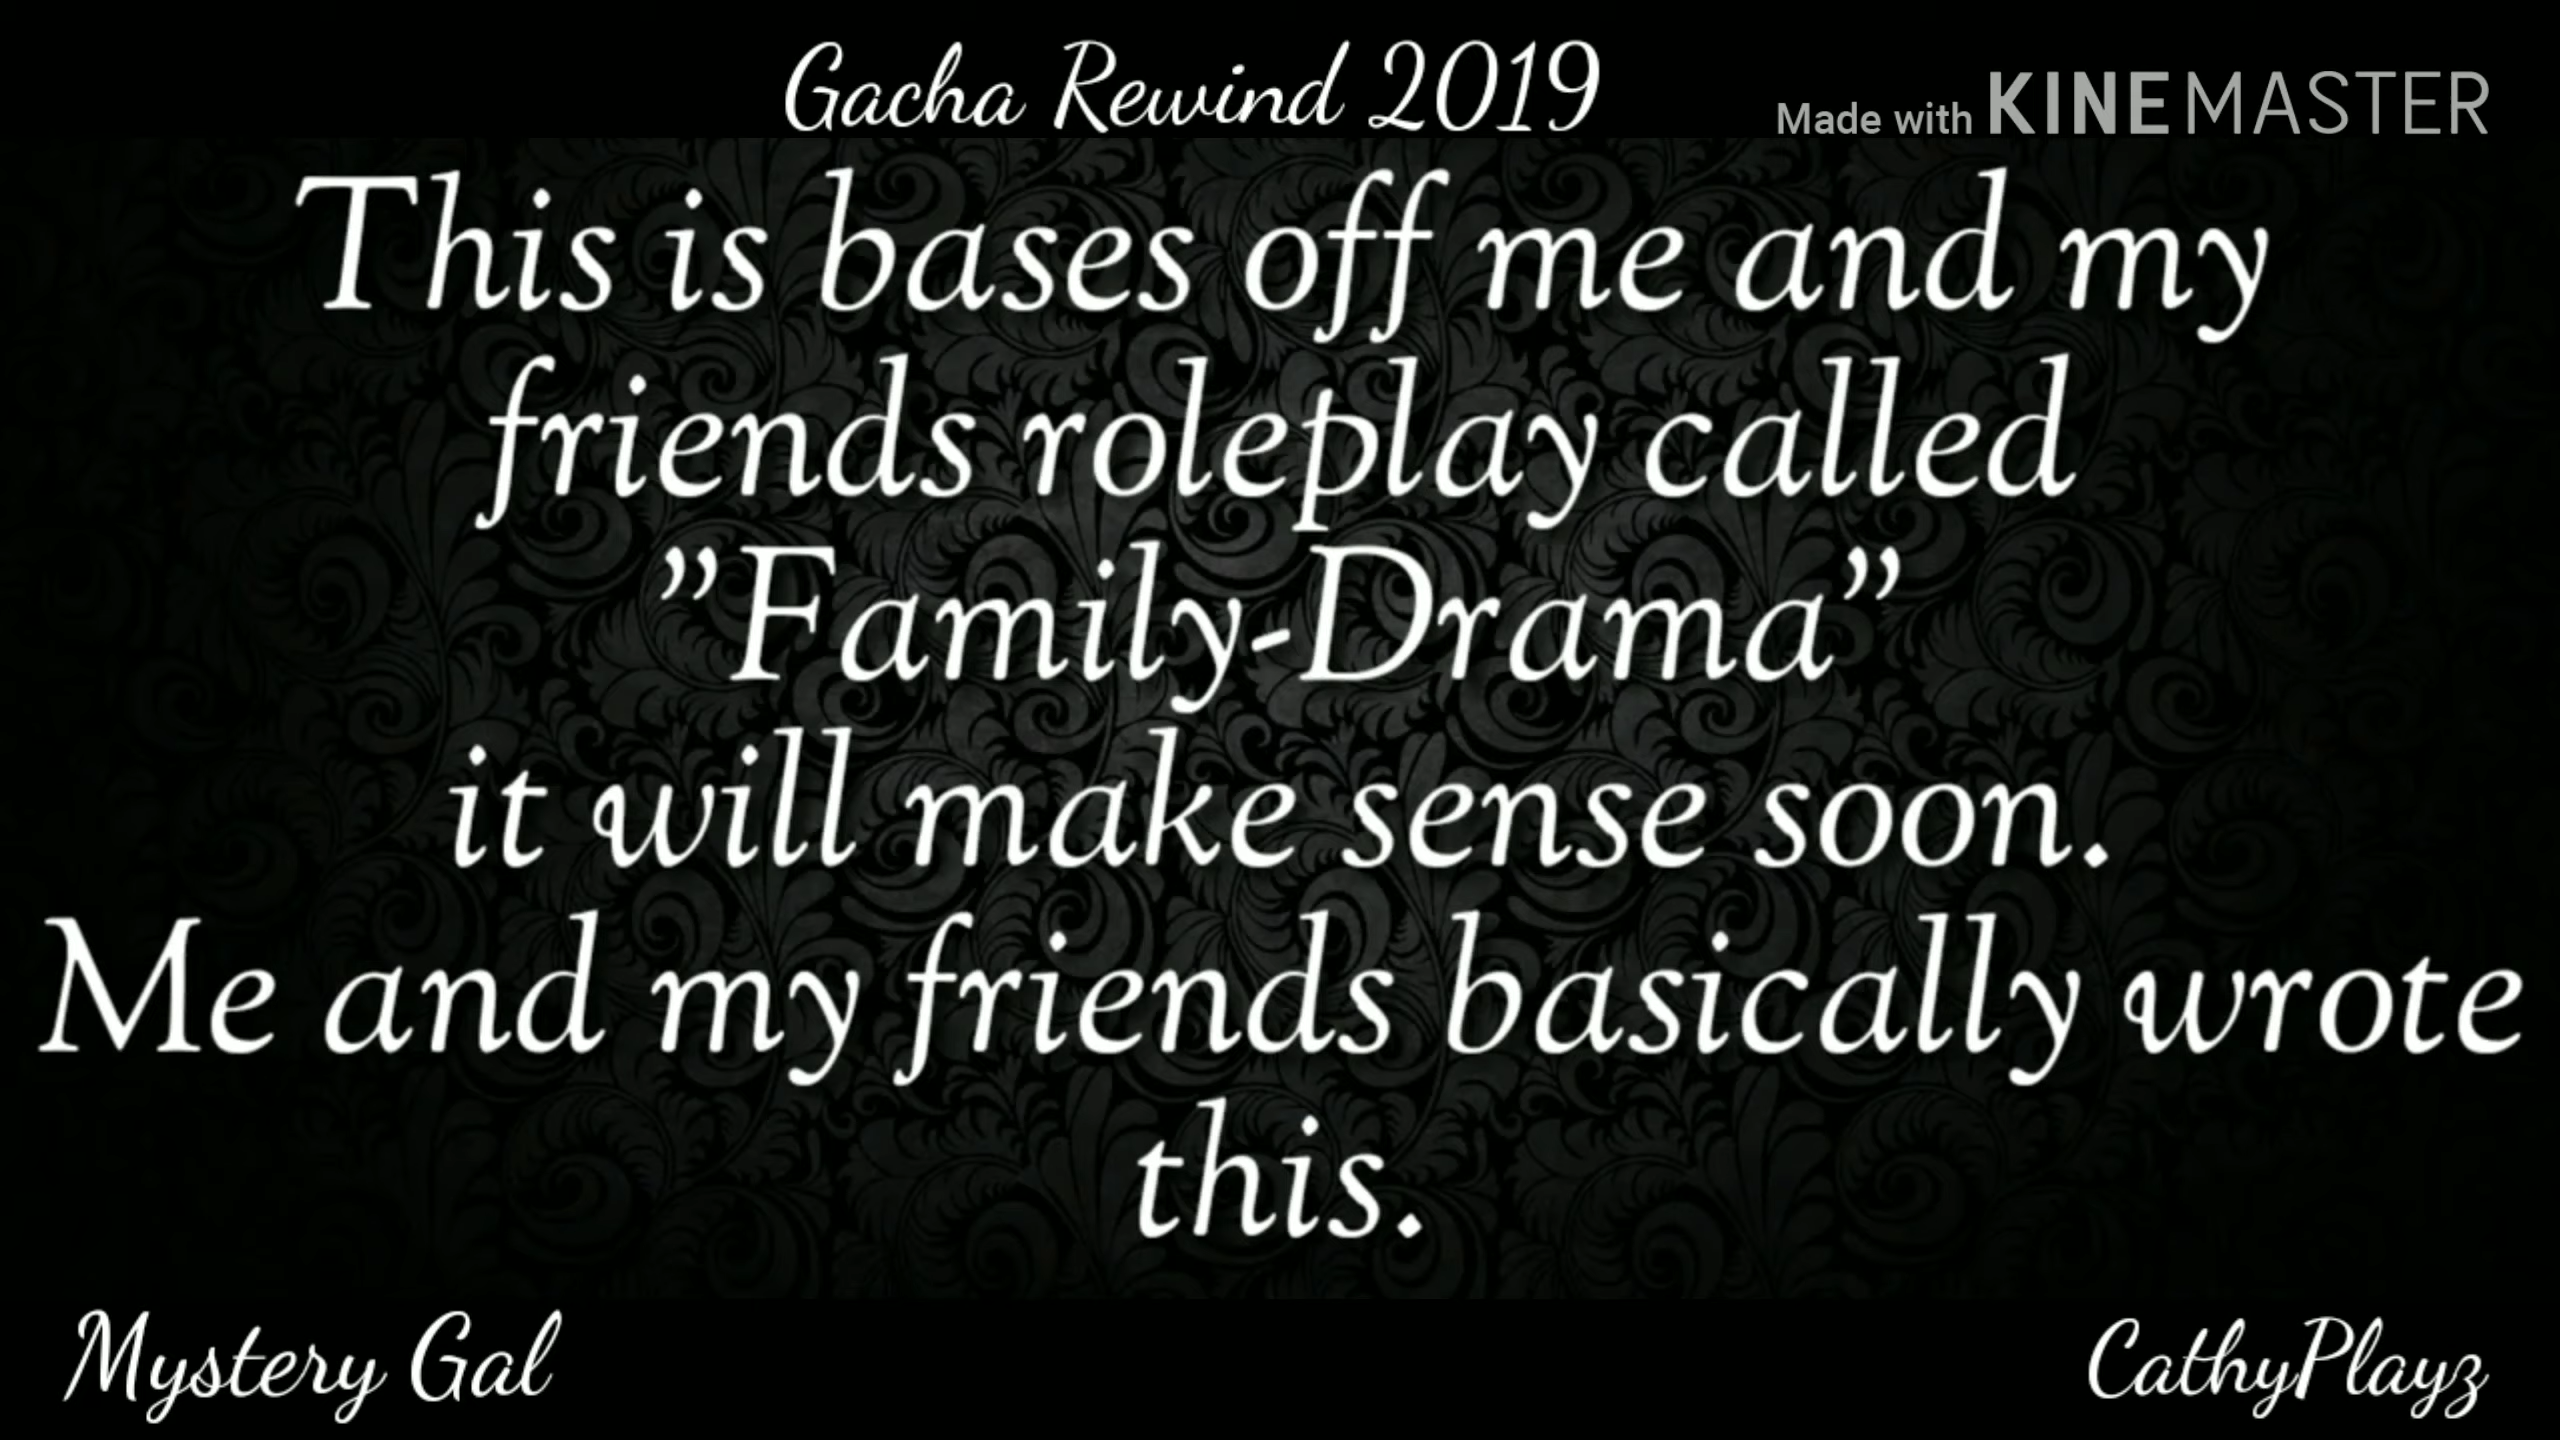 Gacha Rewind 2019
Made with KINEMASTER
This is bases off me and my
friends roleplay called
”Family-Drama”
it will make sense soon.
Me and my friends basically wrote
this.
Mystery Gal
CathyPlayz